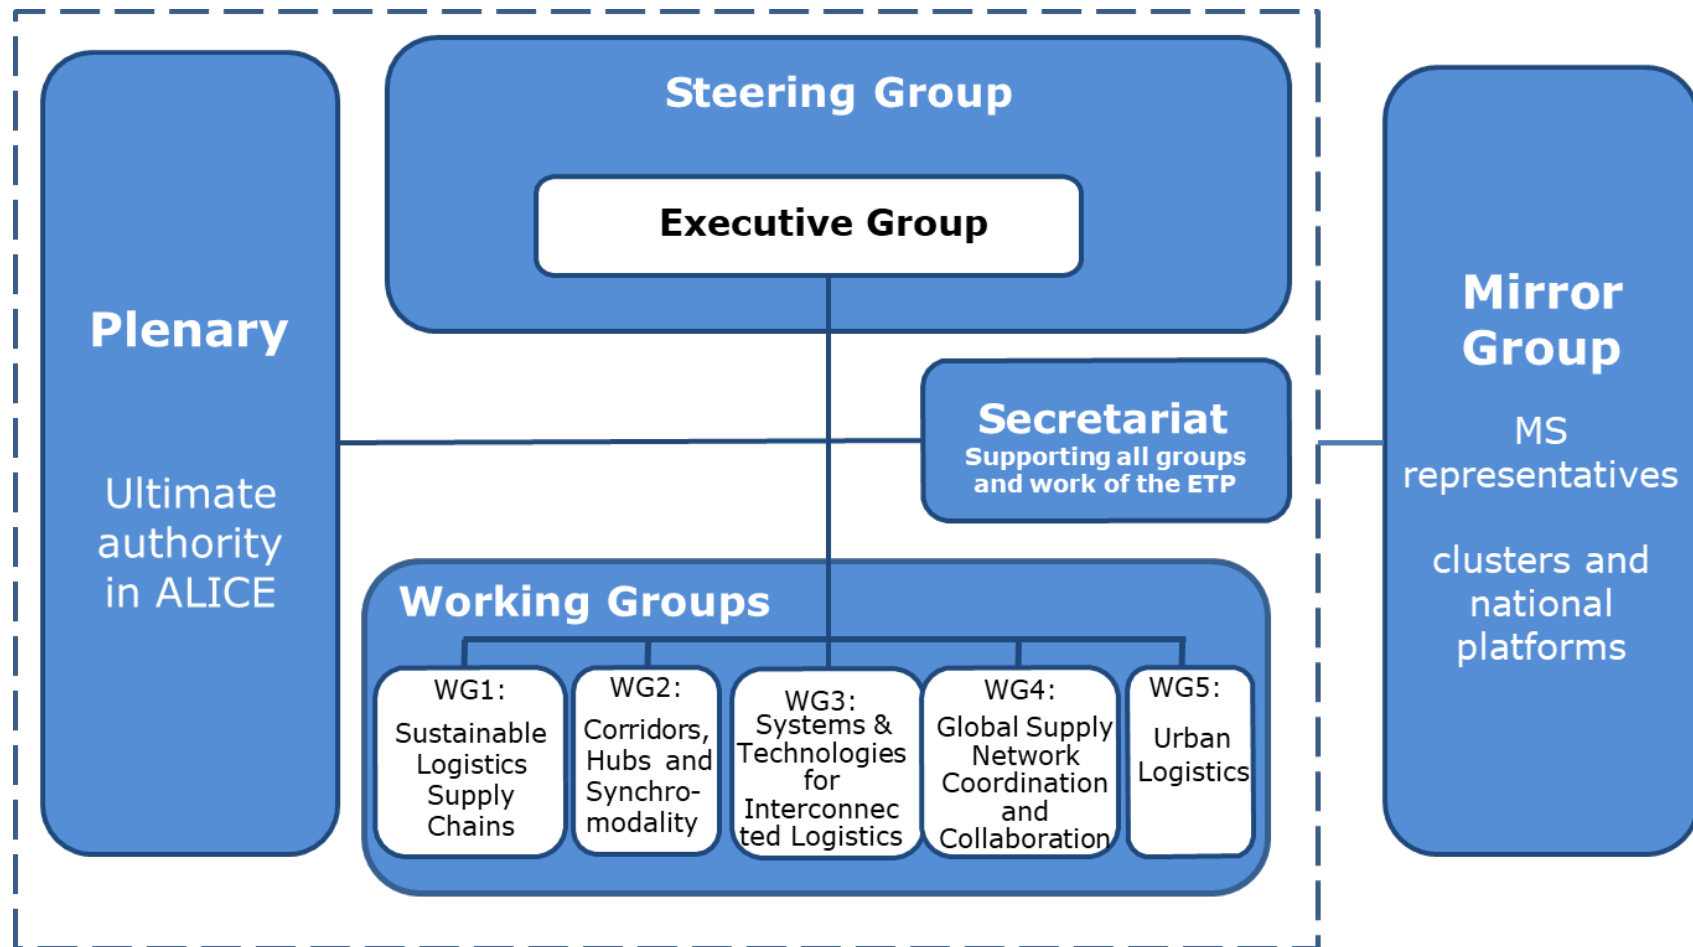 Steering Group
Executive Group
Plenary
Ultimate
authority
in ALICE
Secretariat
Supporting all groups
and work of the ETP
Mirror
Group
MS
representatives
clusters and
national
platforms
Working Groups
WG1:
Sustainable
Logistics
Supply
Chains
WG2:
Corridors,
Hubs and
Synchro-
modality
WG3:
Systems &
Technologies
for
Interconnec
ted Logistics
WG4:
Global Supply
Network
Coordination
and
Collaboration
WG5:
Urban
Logistics